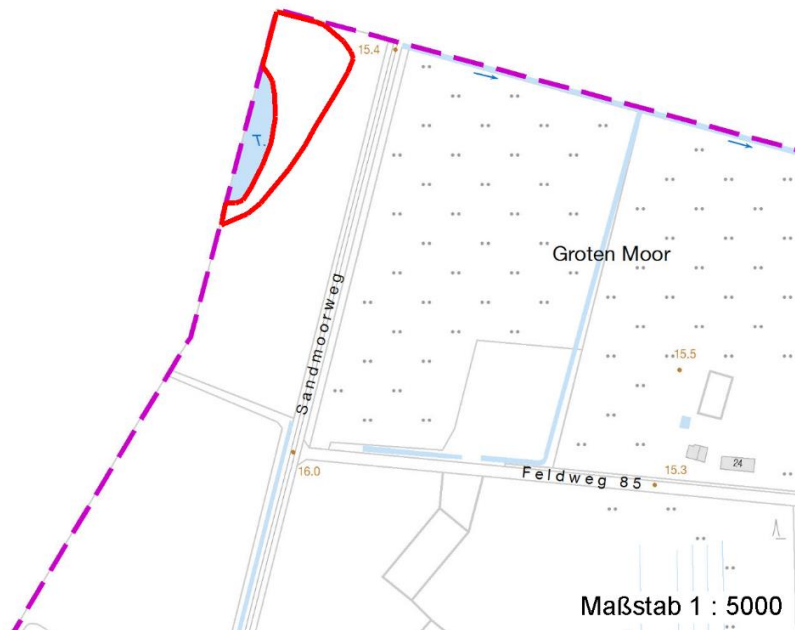 15.4
T.
Groten Moor
Sandmoorweg
15.5
16.0
24
Feldweg 85
15.3
Maßstab 1 : 5000